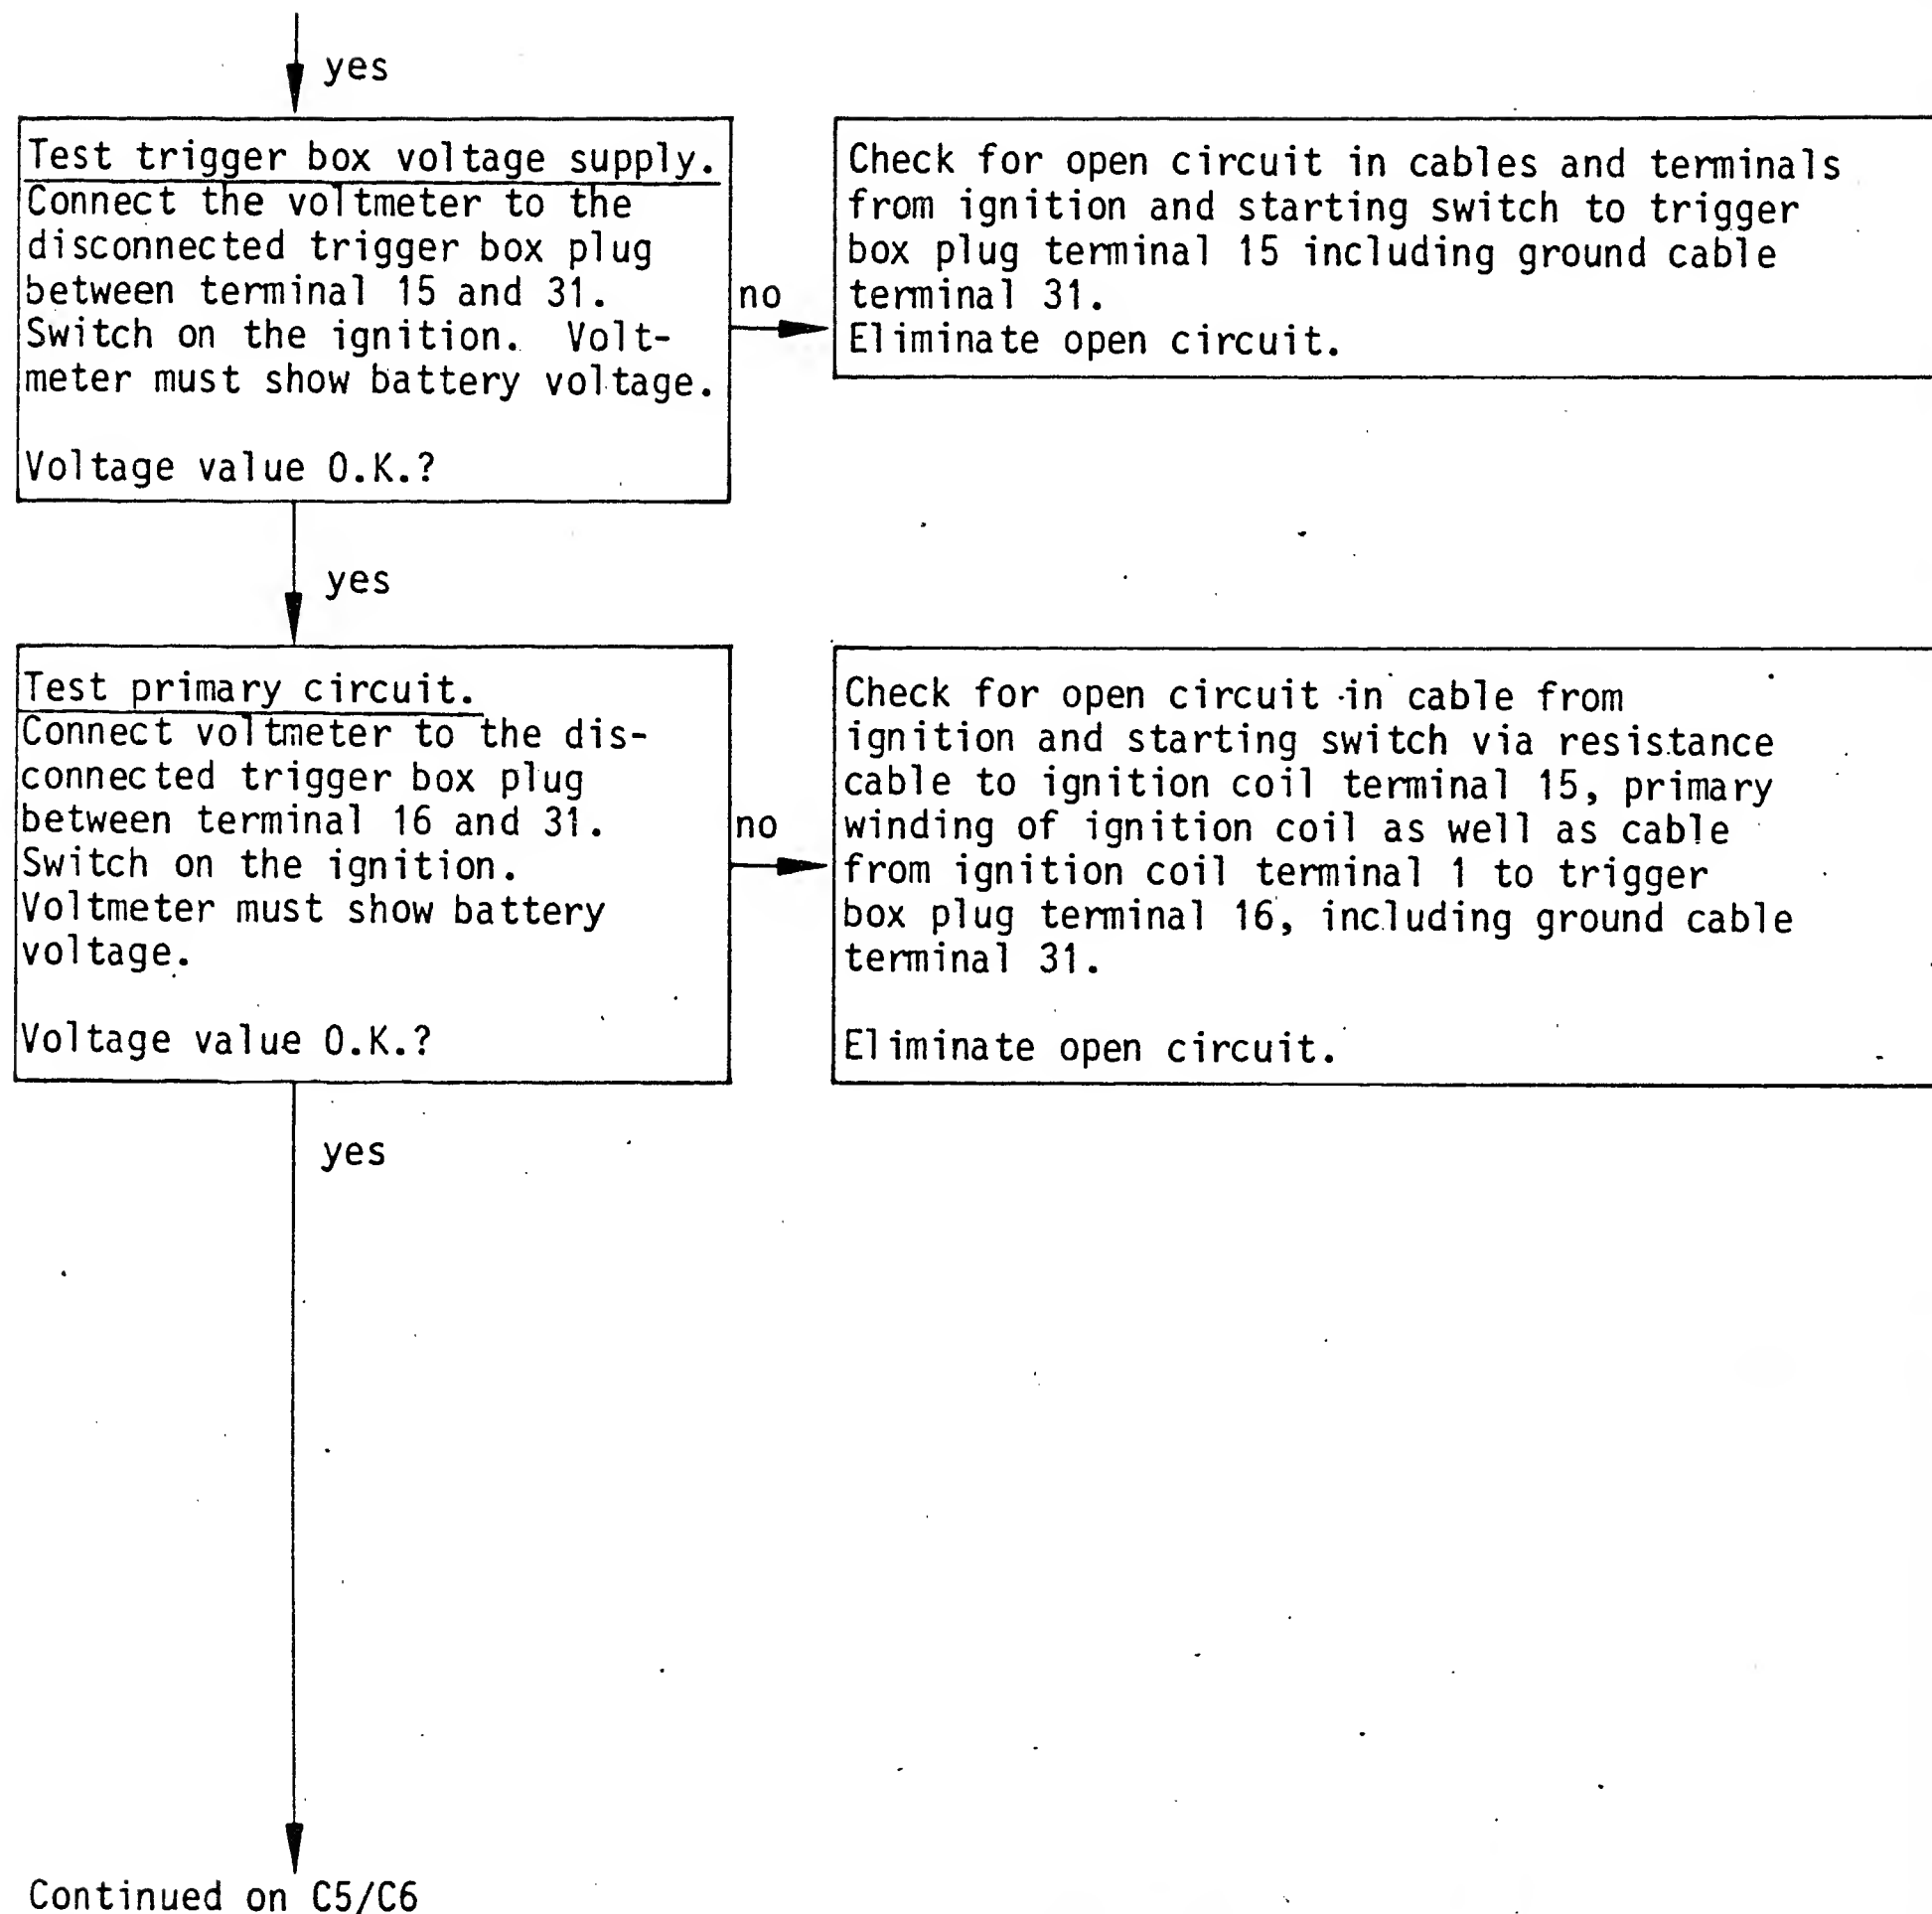 yes
Test trigger box voltage supply.
Connect the voltmeter to the
disconnected trigger box plug
between terminal 15 and 31.
Switch on the ignition. Volt-
meter must show battery voltage.
Voltage value O.K.?
no
Check for open circuit in cables and terminals
from ignition and starting switch to trigger
box plug terminal 15 including ground cable
terminal 31.
Eliminate open circuit.
yes
Test primary circuit.
Connect voltmeter to the dis-
connected trigger box plug
between terminal 16 and 31.
Switch on the ignition.
Voltmeter must show battery
voltage.
Voltage value O.K.?
no
Check for open circuit in cable from
ignition and starting switch via resistance
cable to ignition coil terminal 15, primary
winding of ignition coil as well as cable
from ignition coil terminal 1 to trigger
box plug terminal 16, including ground cable
terminal 31.
Eliminate open circuit.
yes
Continued on C5/C6